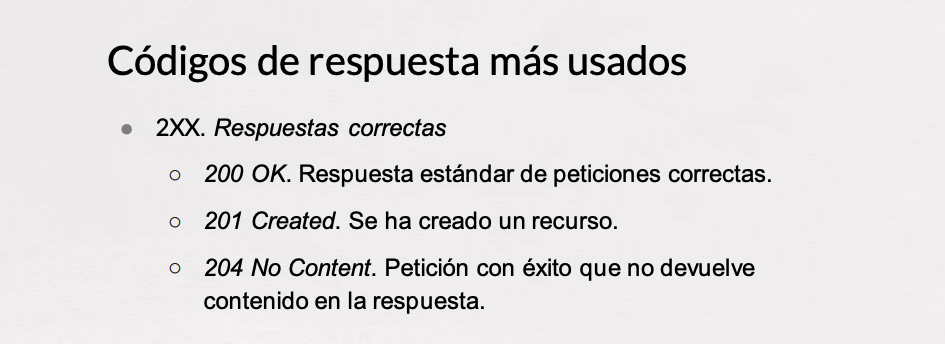 Códigos de respuesta más usados
● 2XX. Respuestas correctas
○ 200 OK. Respuesta estándar de peticiones correctas.
○ 201 Created. Se ha creado un recurso.
○ 204 No Content. Petición con éxito que no devuelve
contenido en la respuesta.